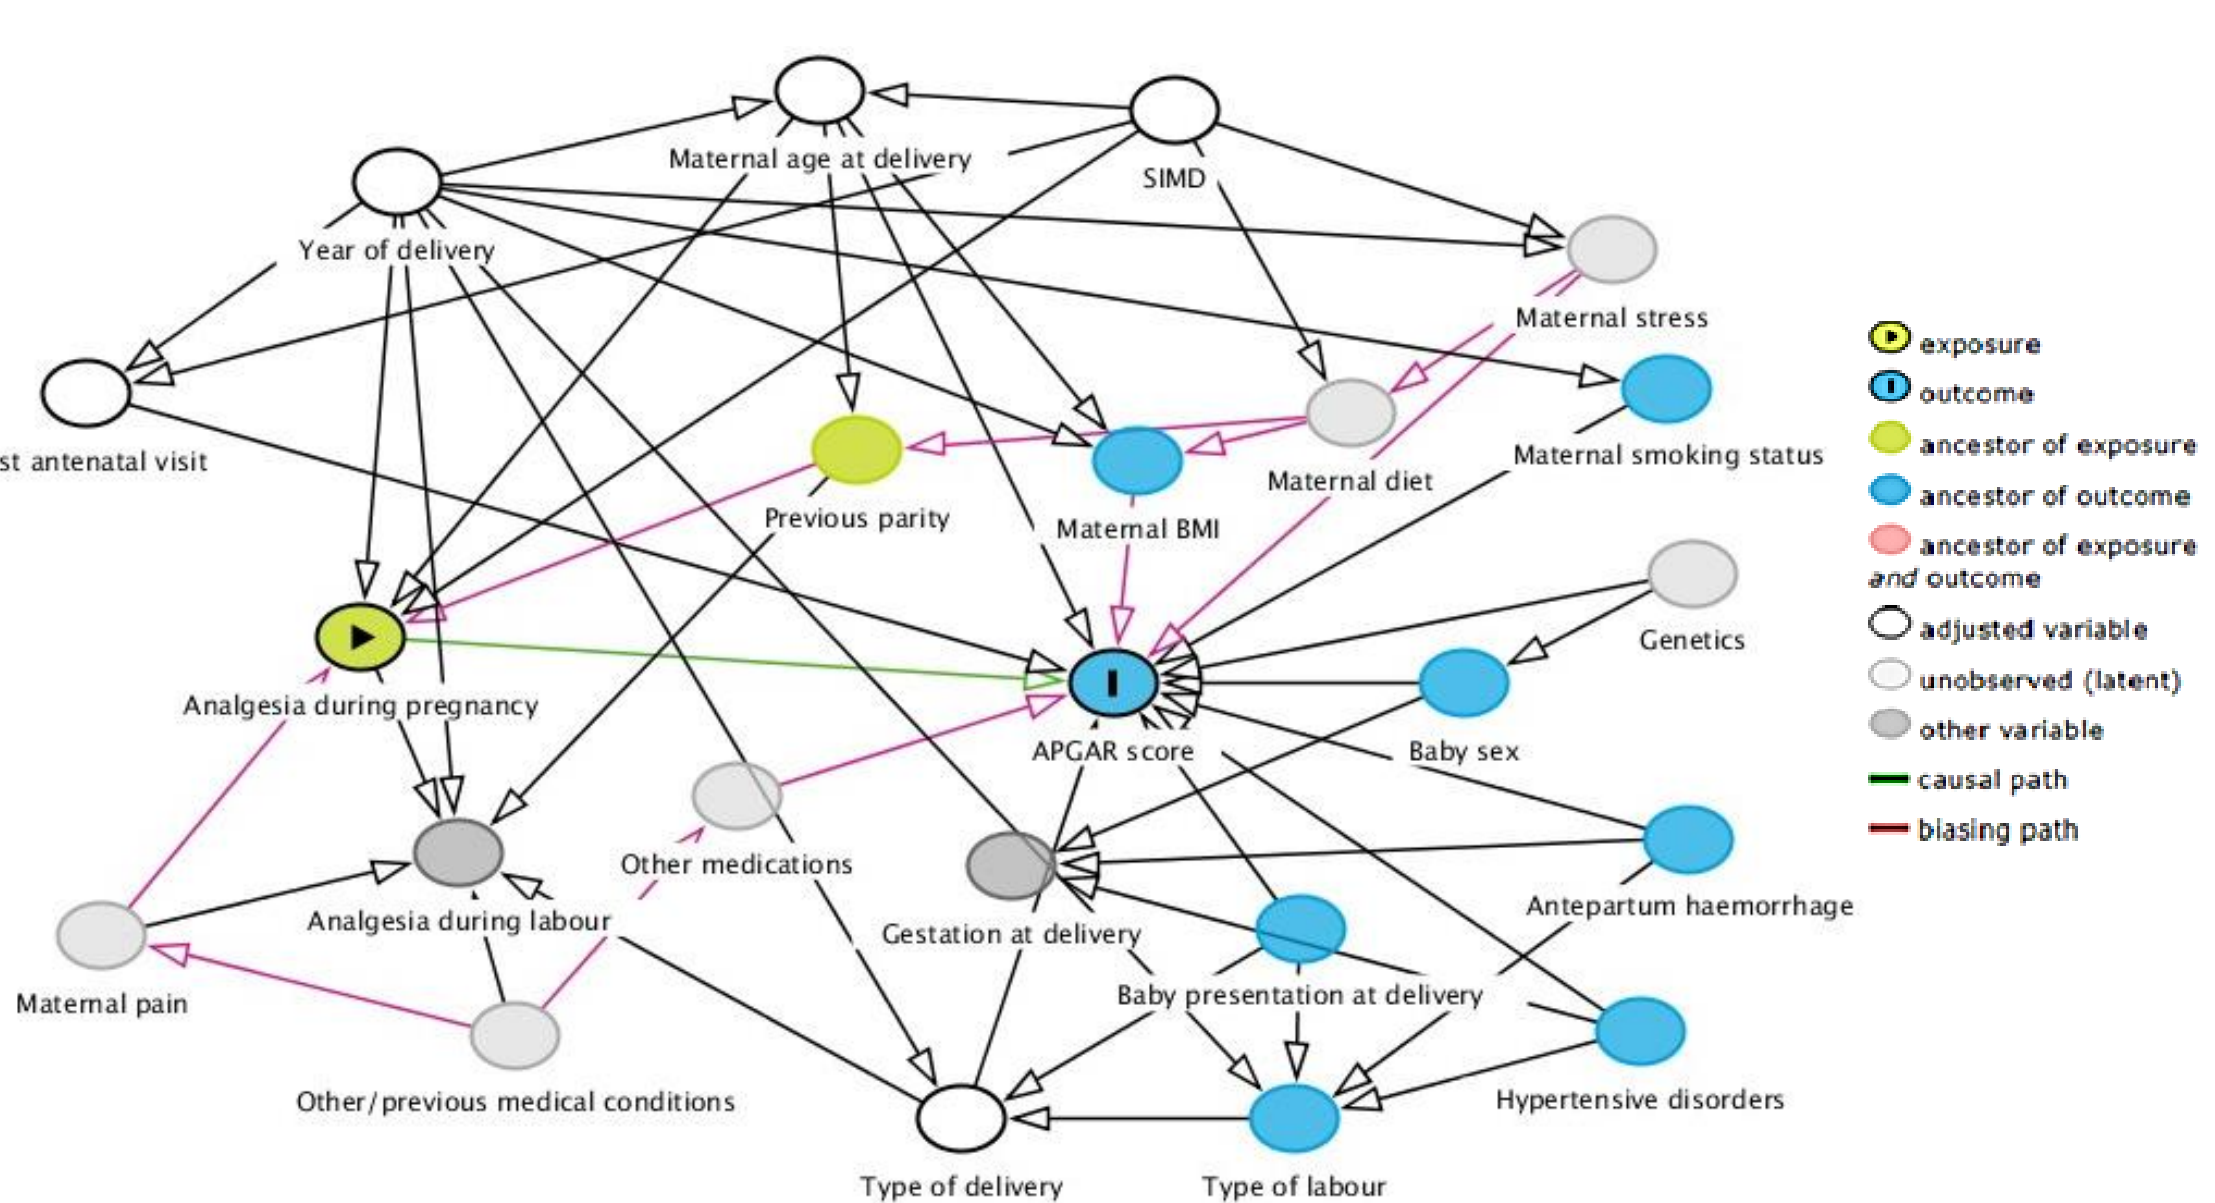 Maternal age at delivery
SIMD
Year of delivery
Maternal stress
st antenatal visit
Previous parity
Maternal BMI
Maternal diet
Maternal smoking status
Genetics
Analgesia during pregnancy
APGAR score
Baby sex
Other medications
Analgesia during labour
Gestation at delivery
Antepartum haemorrhage
Maternal pain
Baby presentation at delivery
Other/previous medical conditions
Hypertensive disorders
Type of delivery
Type of labour
exposure
outcome
ancestor of exposure
ancestor of outcome
ancestor of exposure
and outcome
adjusted variable
unobserved (latent)
other variable
causal path
biasing path